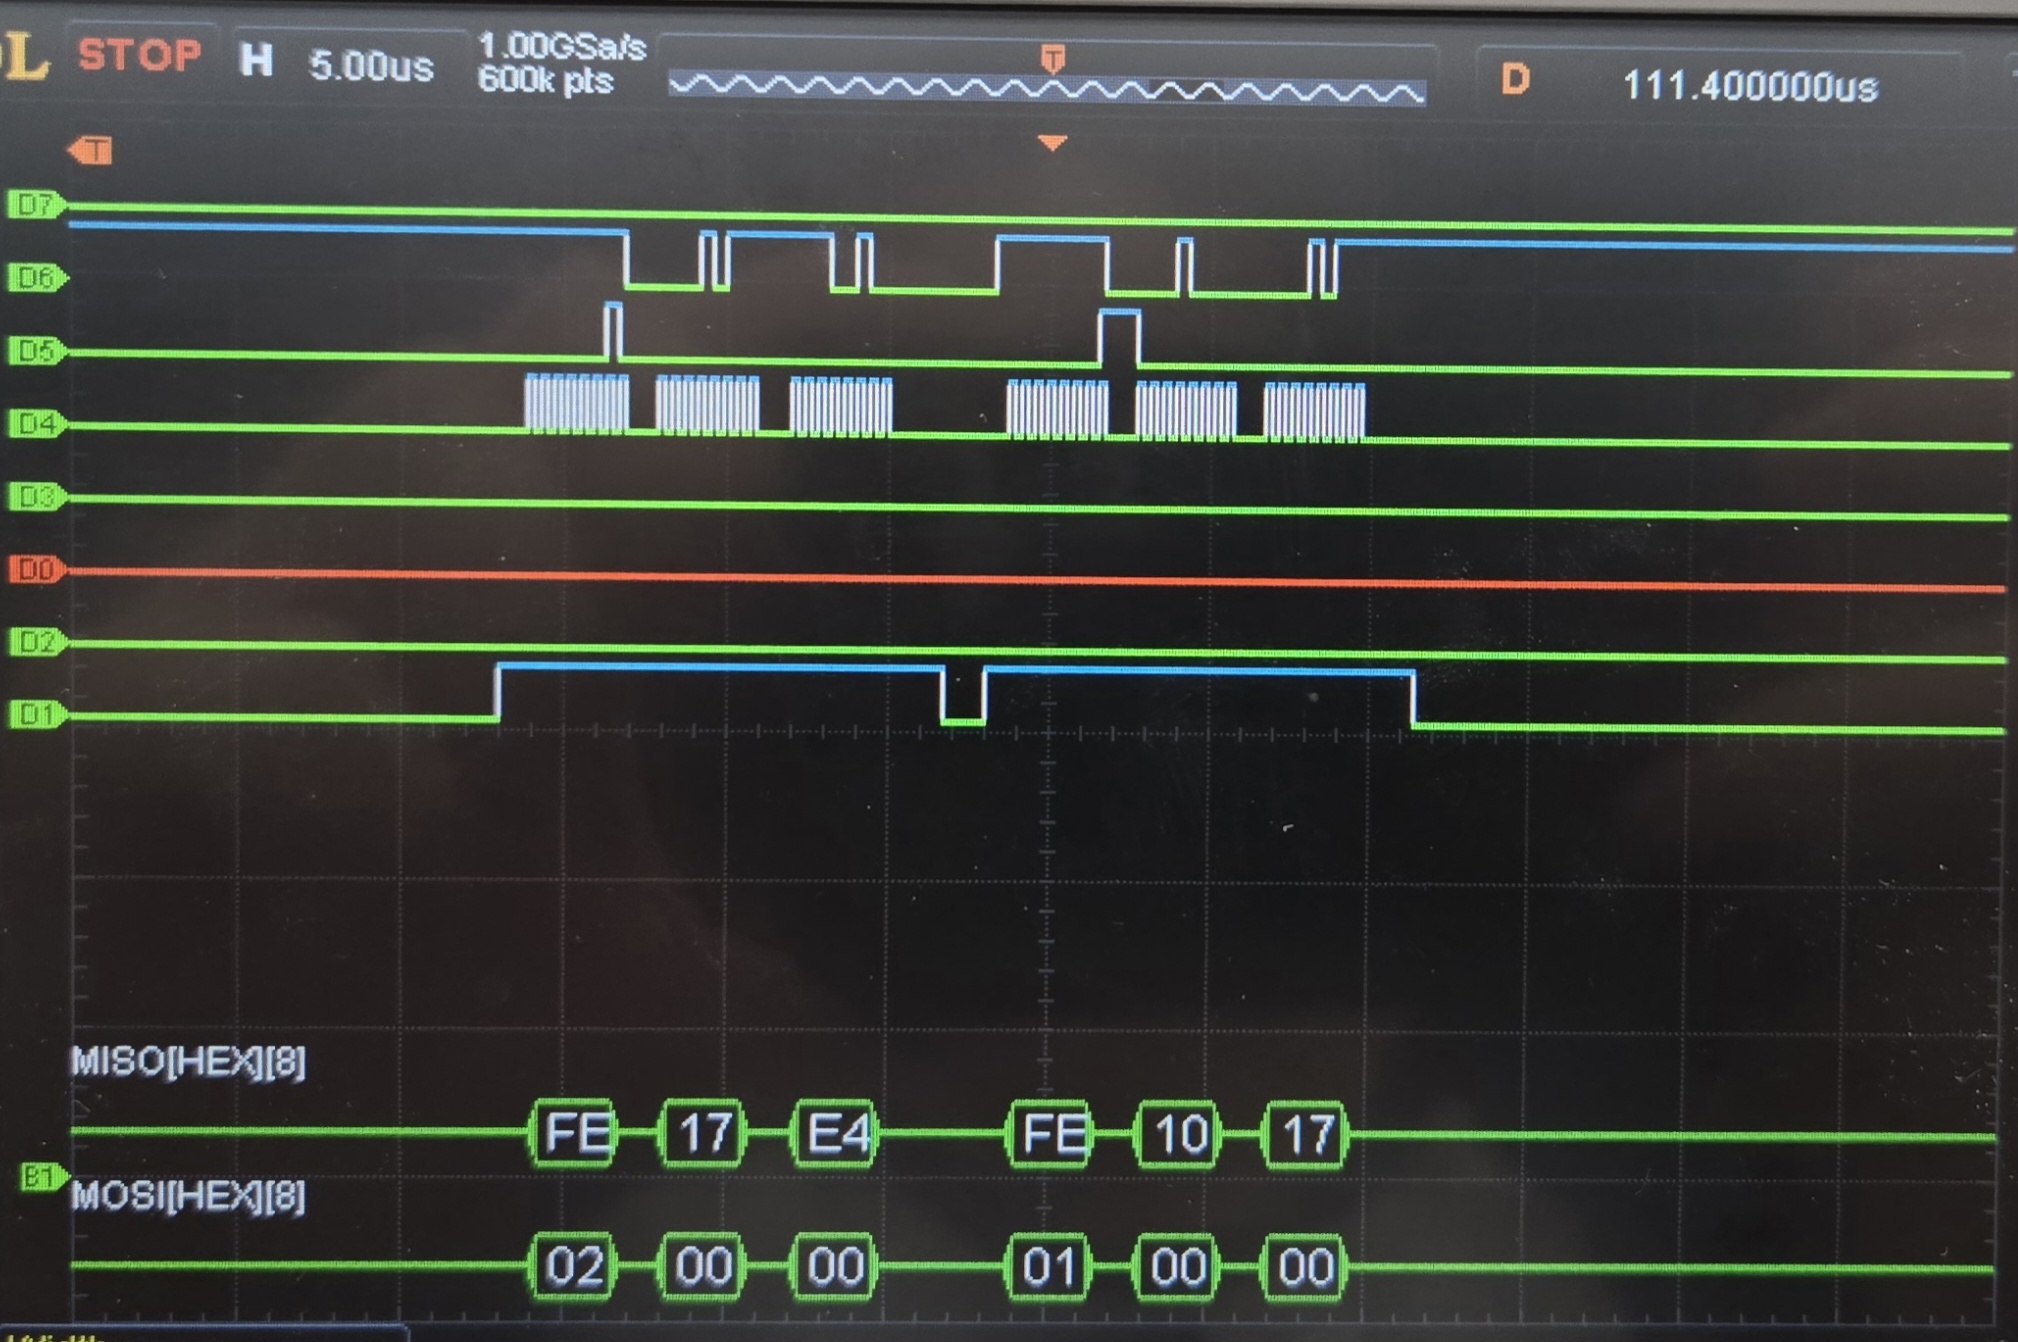 OL STOP H 5.00us 1.00GSa/s
600k pts
T
D 111.400000us
T
D7
D6
D5
D4
D3
D0
D2
D1
MISO[HEX][8]
FE 17 E4 FE 10 17
B1
MOSI[HEX][8]
02 00 00 01 00 00